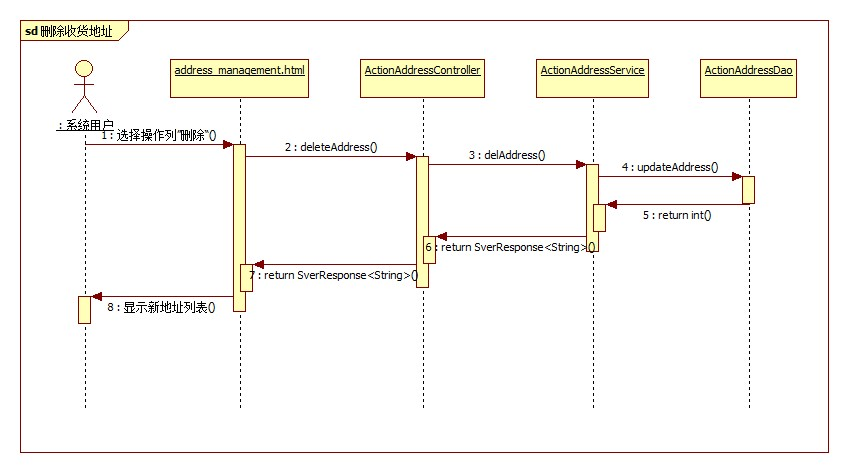 sd 删除收货地址
address_management.html
ActionAddressController
ActionAddressService
ActionAddressDao
: 系统用户
1 : 选择操作列"删除"()
2 : deleteAddress()
3 : delAddress()
4 : updateAddress()
5 : return int()
6 : return SverResponse<String>()
7 : return SverResponse<String>()
8 : 显示新地址列表()